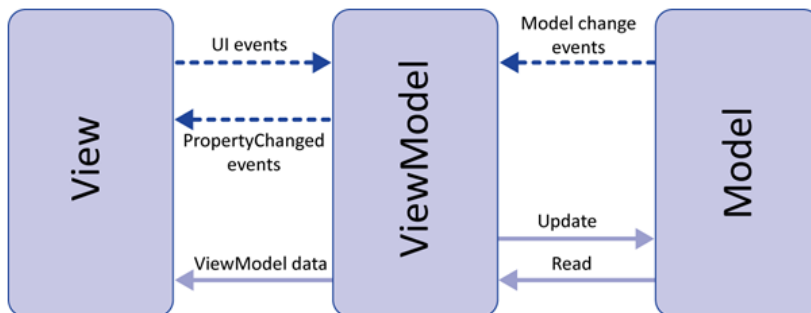 View
UI events
PropertyChanged
events
ViewModel data
ViewModel
Model change
events
Update
Read
Model